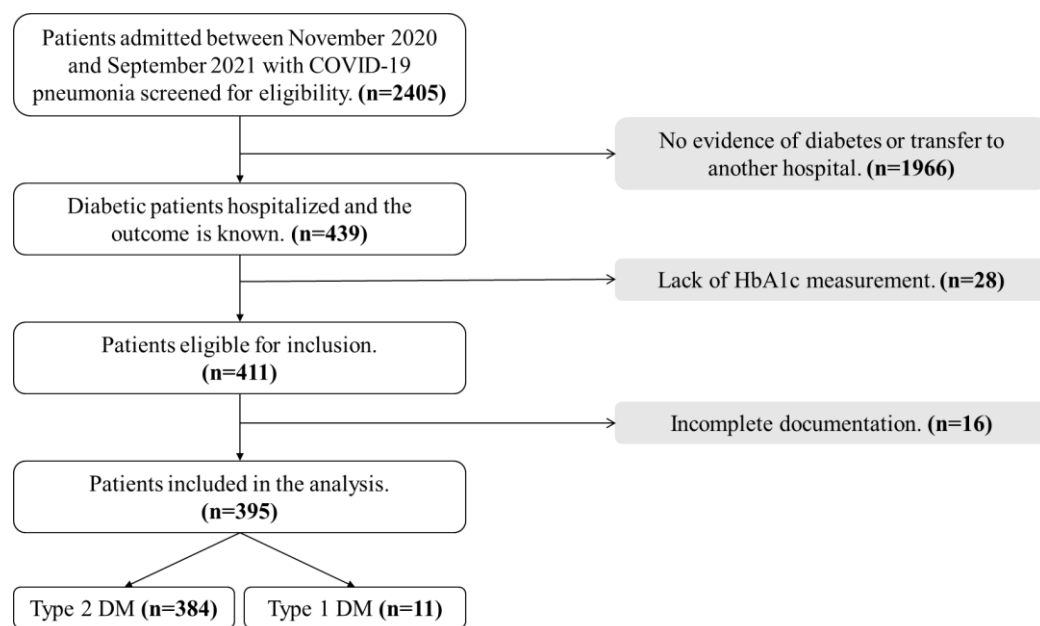 Patients admitted between November 2020
and September 2021 with COVID-19
pneumonia screened for eligibility. (n=2405)
No evidence of diabetes or transfer to
another hospital. (n=1966)
Diabetic patients hospitalized and the
outcome is known. (n=439)
Lack of HbA1c measurement. (n=28)
Patients eligible for inclusion.
(n=411)
Incomplete documentation. (n=16)
Patients included in the analysis.
(n=395)
Type 2 DM (n=384)
Type 1 DM (n=11)